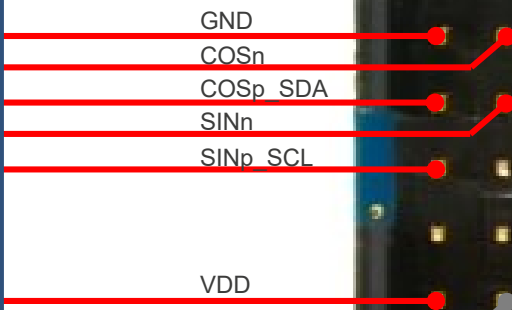 GND
COSn
COSp_SDA
SINn
SINp_SCL
VDD